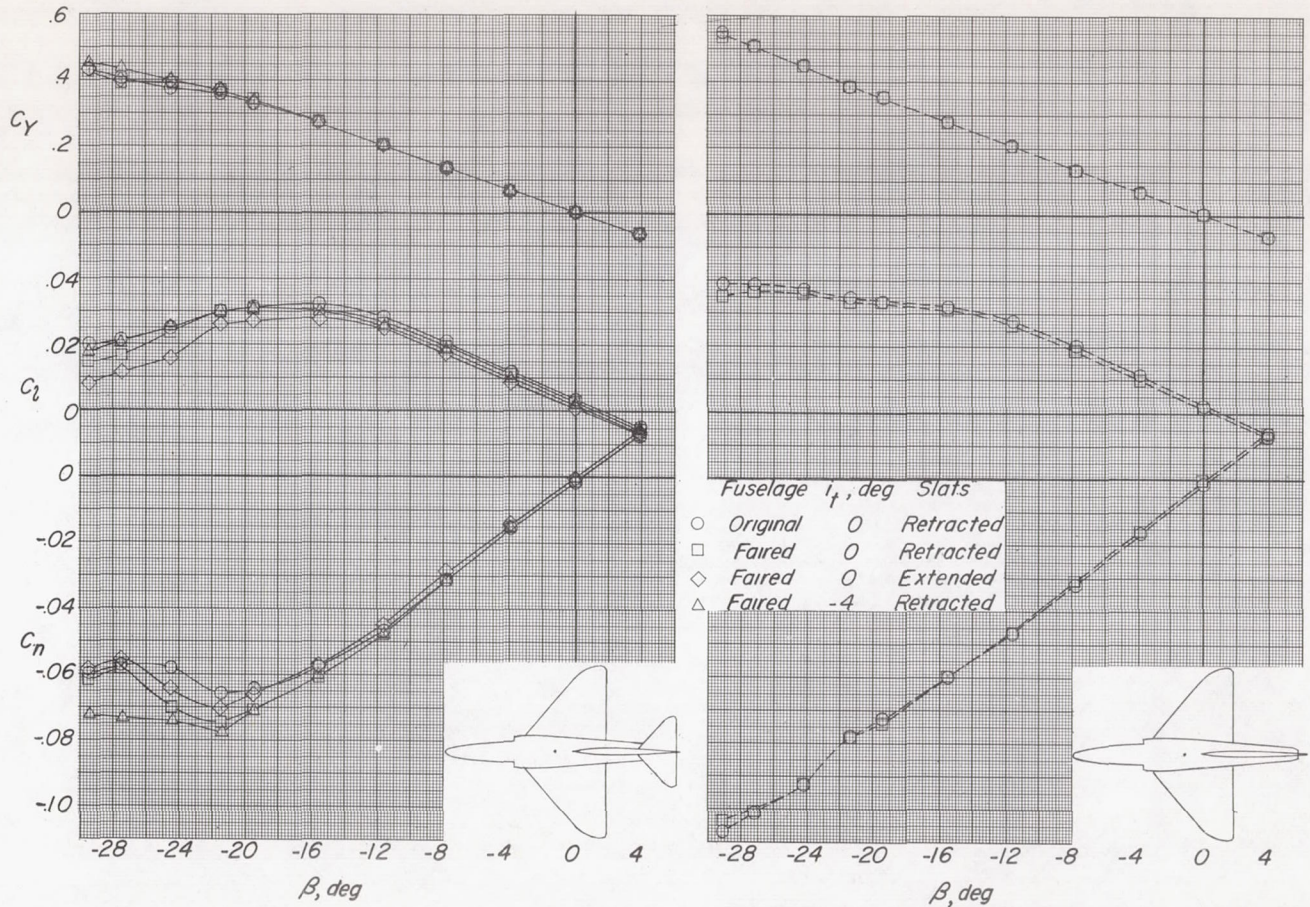 .6
.4
C_Y
.2
0
.04
.02
C_l
0
0
-.02
-.04
C_n
-.06
-.08
-.10
-28 -24 -20 -16 -12 -8 -4 0 4
β, deg
Fuselage i_t, deg Slats
Original 0 Retracted
Faired 0 Retracted
Faired 0 Extended
Faired -4 Retracted
-28 -24 -20 -16 -12 -8 -4 0 4
β, deg